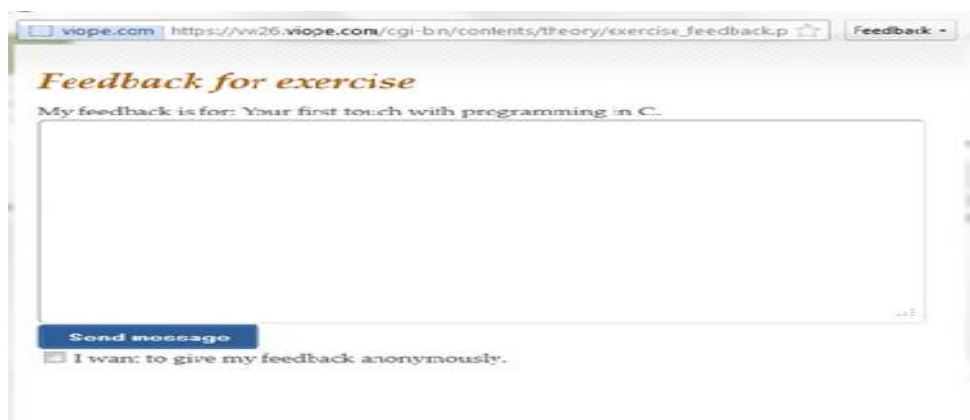 viope.com https://vw26.viope.com/cgi-bin/contents/theory/exercise_feedback.p Feedback
Feedback for exercise
My feedback is for: Your first touch with programming in C.
Send message
I want to give my feedback anonymously.